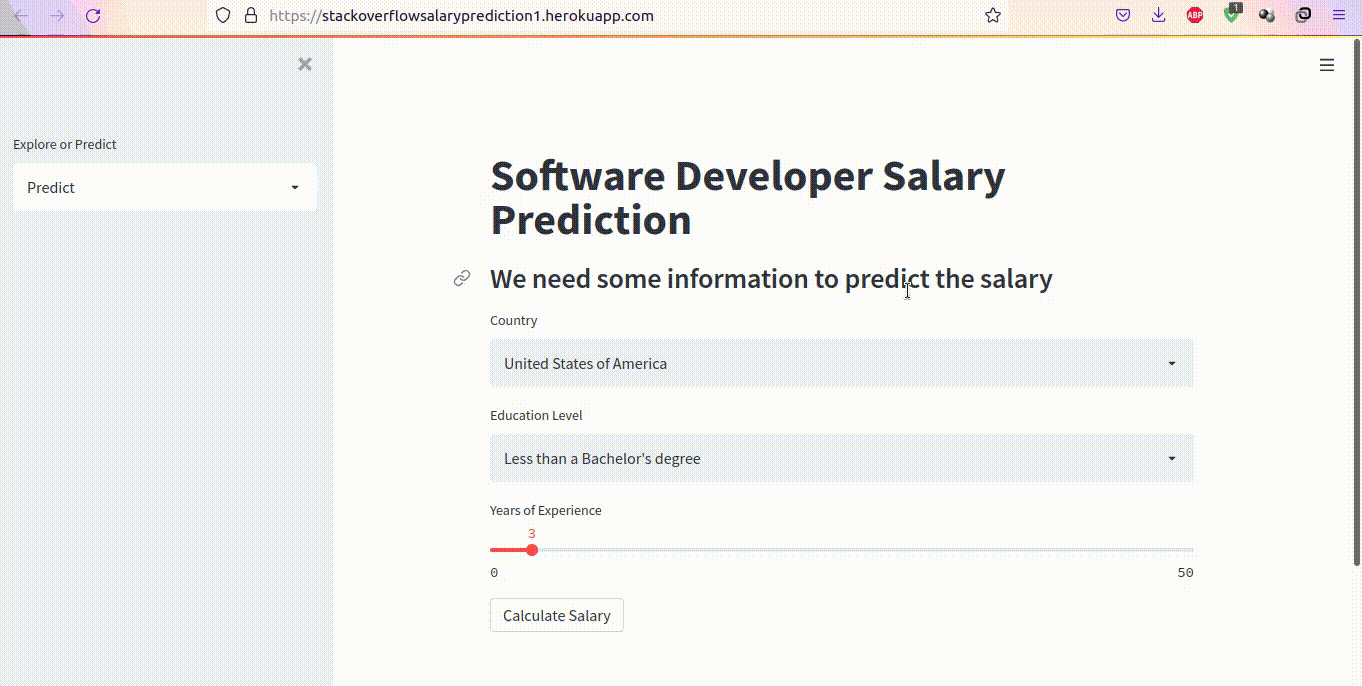 https://stackoverflowsalaryprediction1.herokuapp.com
ABP
1
Explore or Predict
Predict
Software Developer Salary
Prediction
We need some information to predict the salary
Country
United States of America
Education Level
Less than a Bachelor's degree
Years of Experience
3
0 50
Calculate Salary